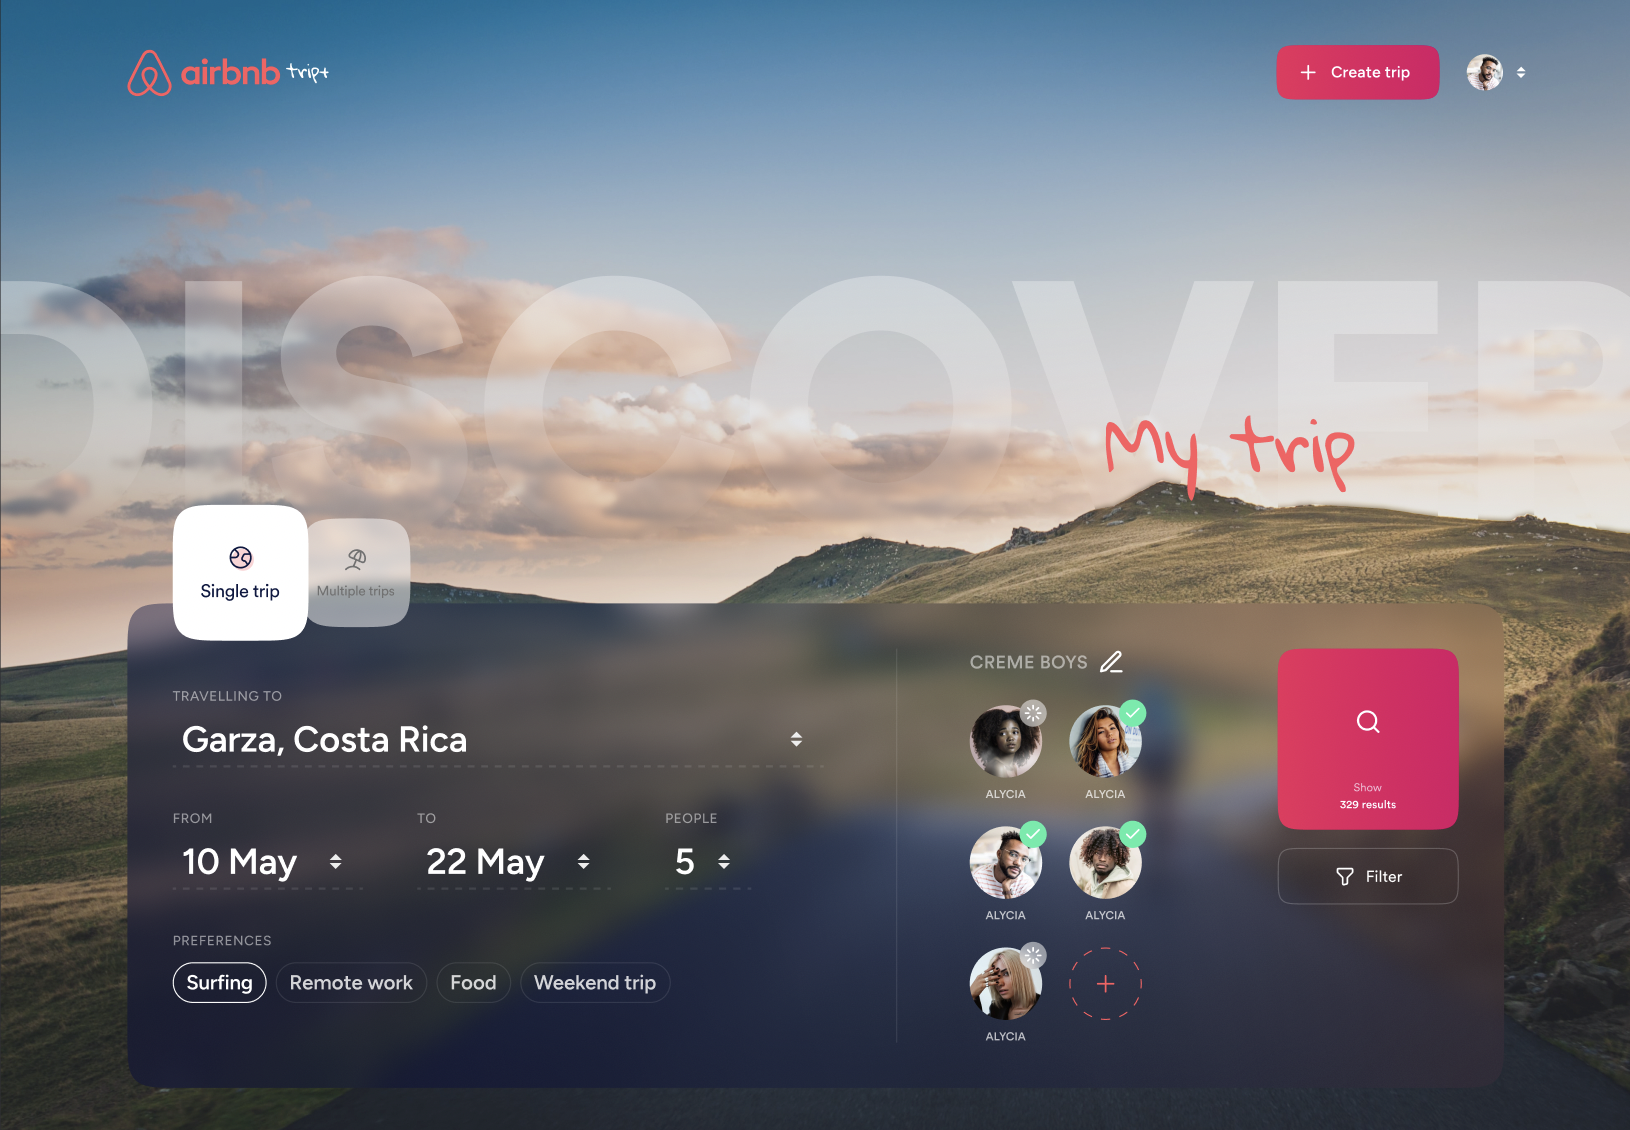 airbnb trip+
Create trip
DISCOVER
My trip
Single trip
Multiple trips
TRAVELLING TO
Garza, Costa Rica
FROM
10 May
TO
22 May
PEOPLE
5
PREFERENCES
Surfing
Remote work
Food
Weekend trip
CREME BOYS
ALYCIA
ALYCIA
ALYCIA
ALYCIA
ALYCIA
Show
329 results
Filter